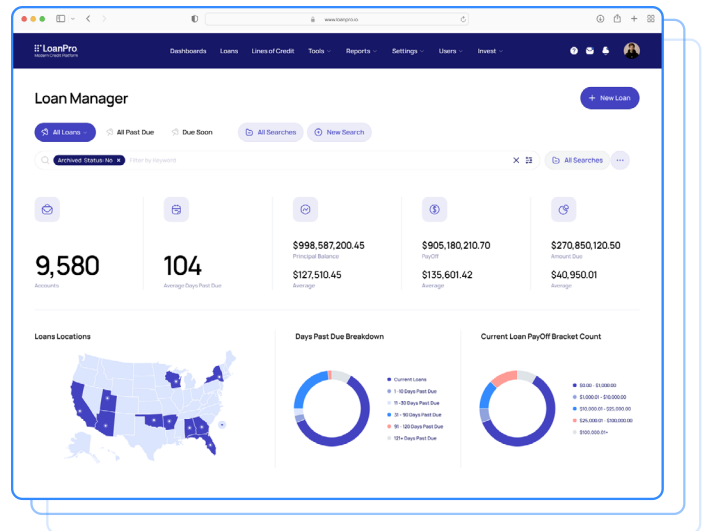 www.loanpro.io
LoanPro
Modern Credit Platform
Dashboards Loans Lines of Credit Tools Reports Settings Users Invest
Loan Manager
+ New Loan
All Loans All Past Due Due Soon All Searches New Search
Archived Status: No × Filter by Keyword
All Searches ...
9,580
Accounts
104
Average Days Past Due
$998,587,200.45
Principal Balance
$127,510.45
Average
$905,180,210.70
PayOff
$135,601.42
Average
$270,850,120.50
Amount Due
$40,950.01
Average
Loans Locations
Days Past Due Breakdown
Current Loans
1 -10 Days Past Due
11 -30 Days Past Due
31 - 90 Days Past Due
91 - 120 Days Past Due
121+ Days Past Due
Current Loan PayOff Bracket Count
$0.00 - $1,000.00
$1,000.01 - $10,000.00
$10,000.01 - $25,000.00
$25,000.01 - $100,000.00
$100,000.01+